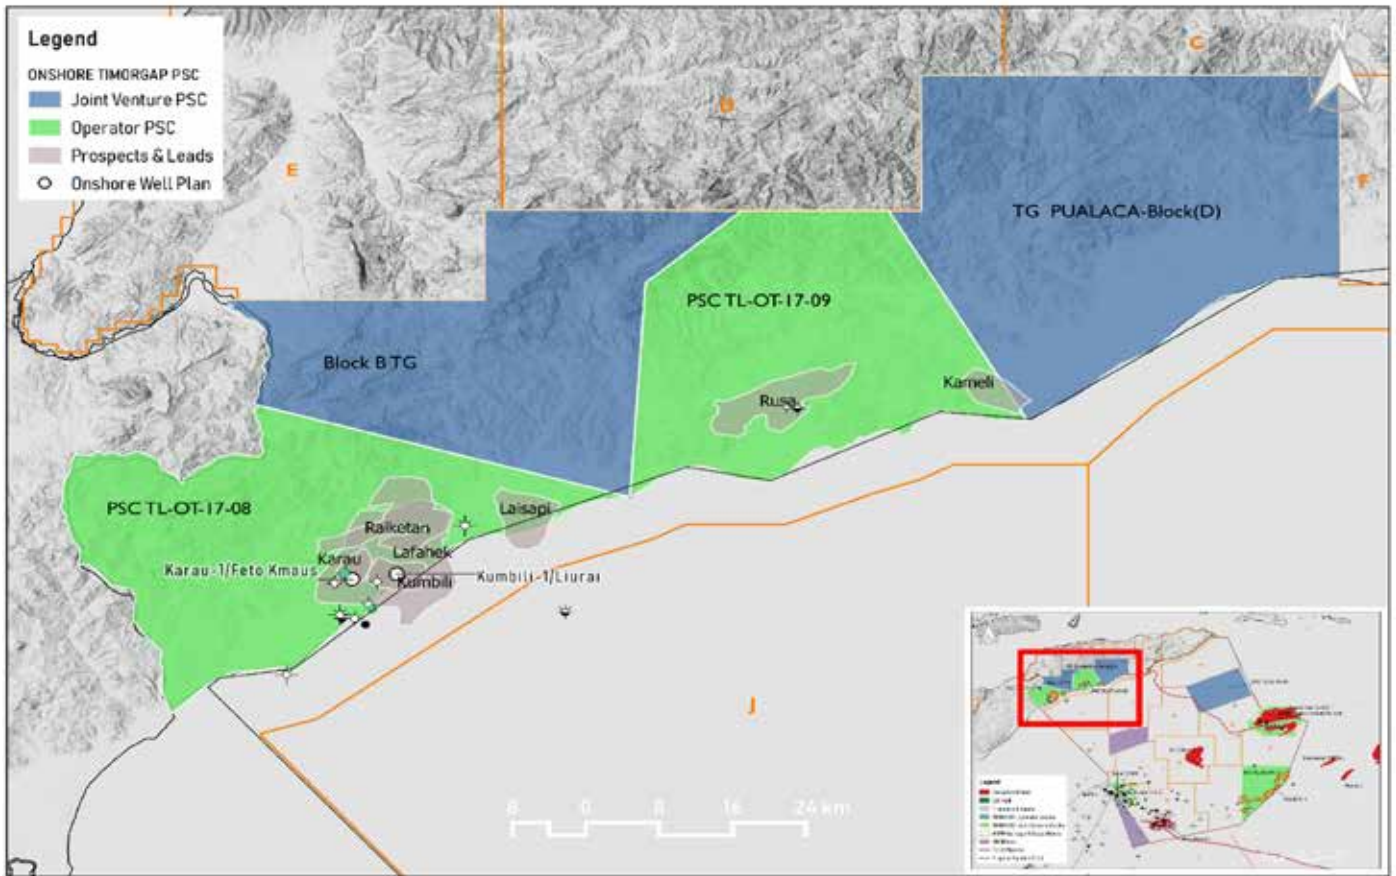 Legend
ONSHORE TIMORGAP PSC
Joint Venture PSC
Operator PSC
Prospects & Leads
Onshore Well Plan
C
N
B
E
F
TG PUALACA-Block(D)
PSC TL-OT-17-09
Block B TG
Kameli
Rusa
PSC TL-OT-17-08
Laisapi
Raiketan
Karau
Lafahek
Karau-1/Feto Kmaus
Kumbili
Kumbili-1/Liurai
J
8 0 8 16 24 km
Legend